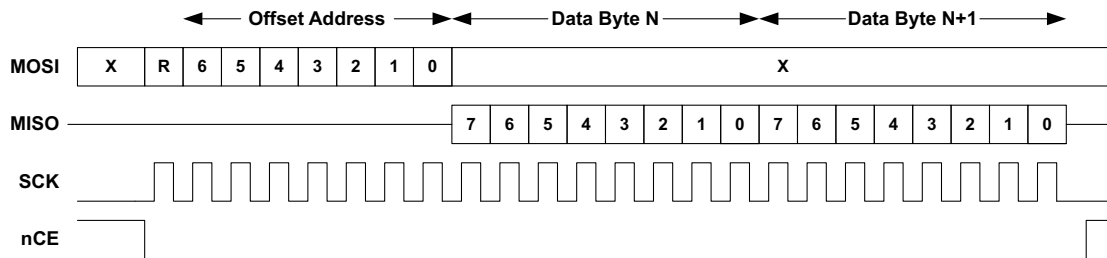 Offset Address Data Byte N Data Byte N+1
MOSI X R 6 5 4 3 2 1 0 X
MISO 7 6 5 4 3 2 1 0 7 6 5 4 3 2 1 0
SCK
nCE